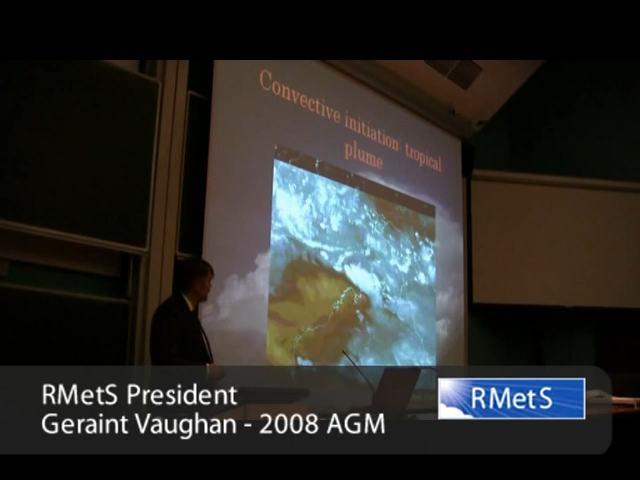 Convective initiation: tropical
plume
RMetS President
Geraint Vaughan - 2008 AGM
RMetS